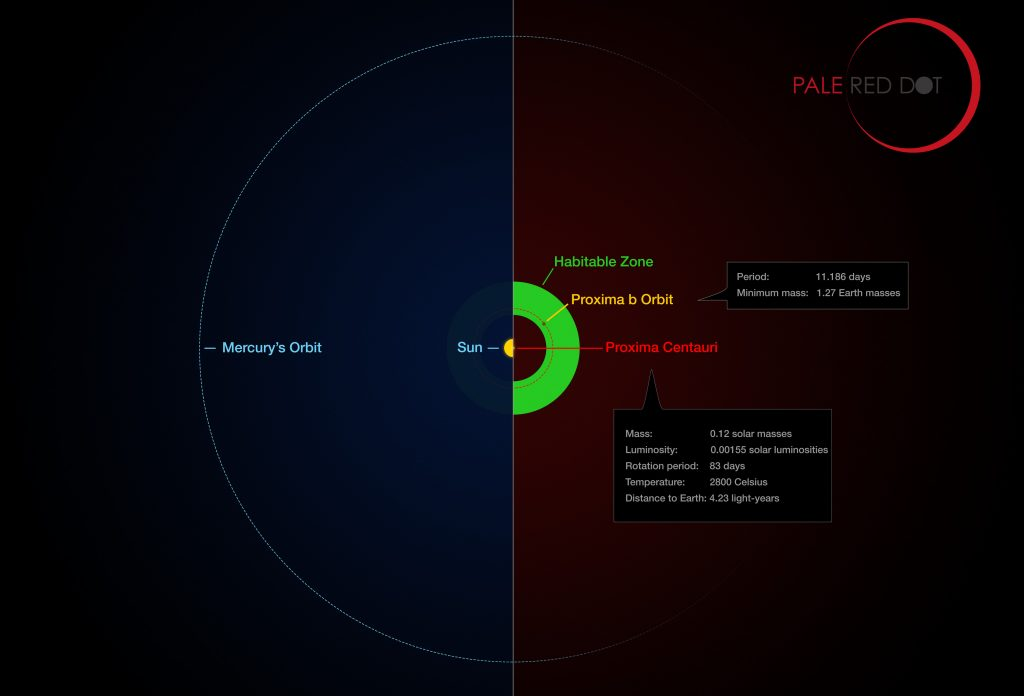 PALE RED DOT
Habitable Zone
Period: 11.186 days
Minimum mass: 1.27 Earth masses
Proxima b Orbit
Mercury's Orbit
Sun
Proxima Centauri
Mass: 0.12 solar masses
Luminosity: 0.00155 solar luminosities
Rotation period: 83 days
Temperature: 2800 Celsius
Distance to Earth: 4.23 light-years